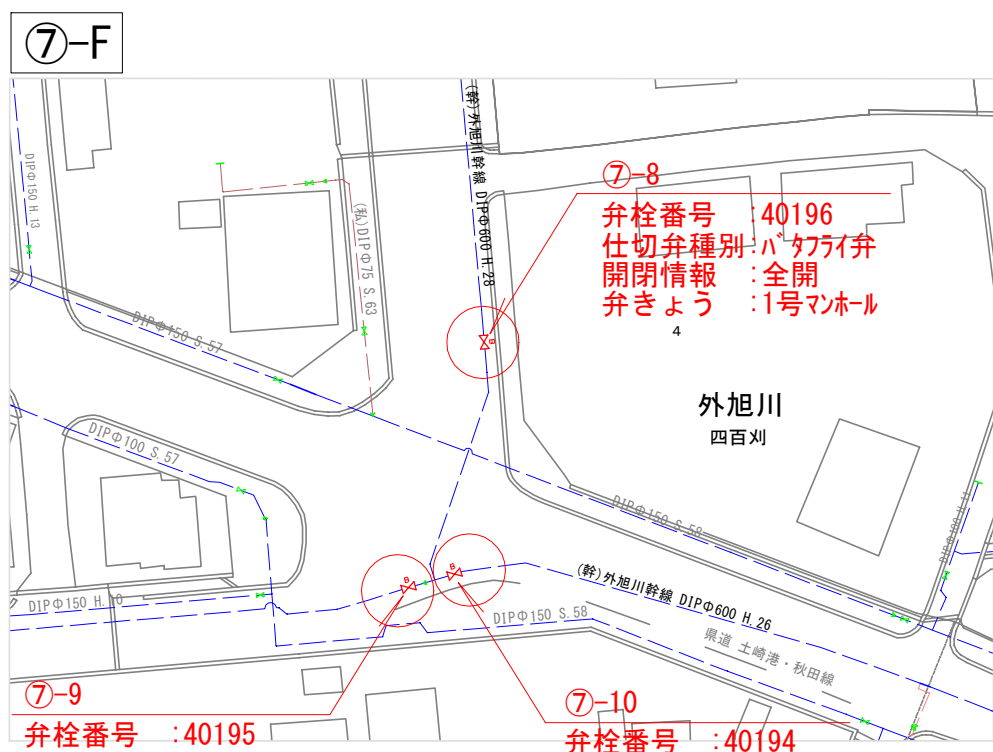 ⑦-F
(幹)外旭川幹線 DIPΦ600 H.28
DIPΦ150 H.13
(私)DIPΦ75 S.63
⑦-8
弁栓番号 :40196
仕切弁種別:バタフライ弁
開閉情報 :全開
弁きょう :1号マンホール
4
DIPΦ150 S.57
外旭川
四百刈
DIPΦ100 S.57
DIPΦ150 S.58
DIPΦ100 H.11
B
B
B
(幹)外旭川幹線 DIPΦ600 H.26
DIPΦ150 H.10
DIPΦ150 S.58
県道 土崎港・秋田線
⑦-9
弁栓番号 :40195
⑦-10
弁栓番号 :40194